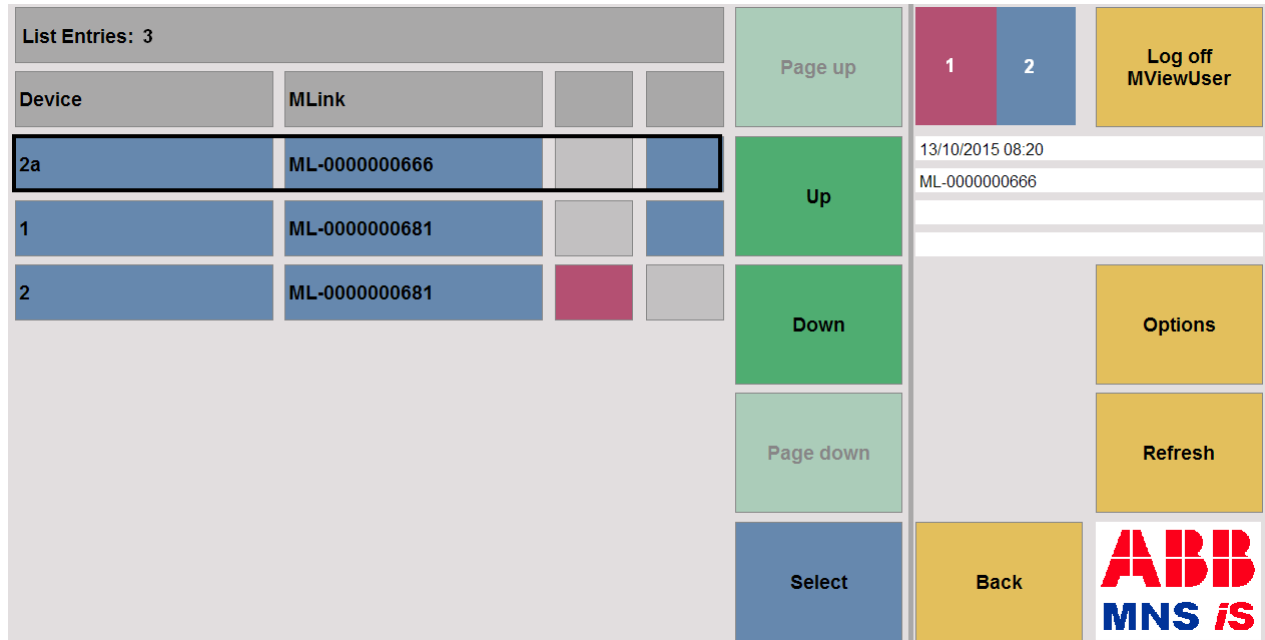 List Entries: 3
Device
MLink
2a
ML-0000000666
1
ML-0000000681
2
ML-0000000681
Page up
Up
Down
Page down
Select
1
2
Log off
MViewUser
13/10/2015 08:20
ML-0000000666
Options
Refresh
Back
ABB
MNS iS